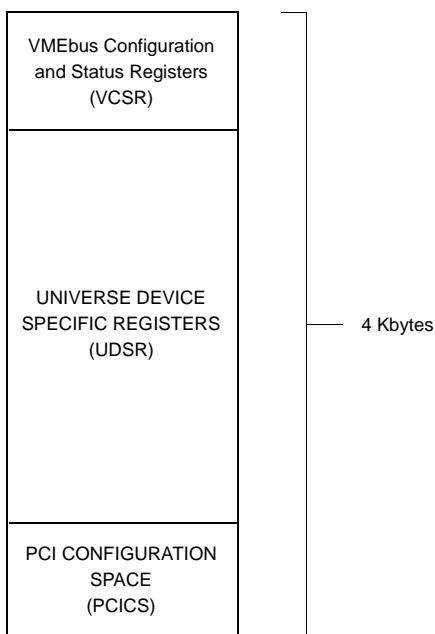 VMEbus Configuration
and Status Registers
(VCSR)
UNIVERSE DEVICE
SPECIFIC REGISTERS
(UDSR)
4 Kbytes
PCI CONFIGURATION
SPACE
(PCICS)